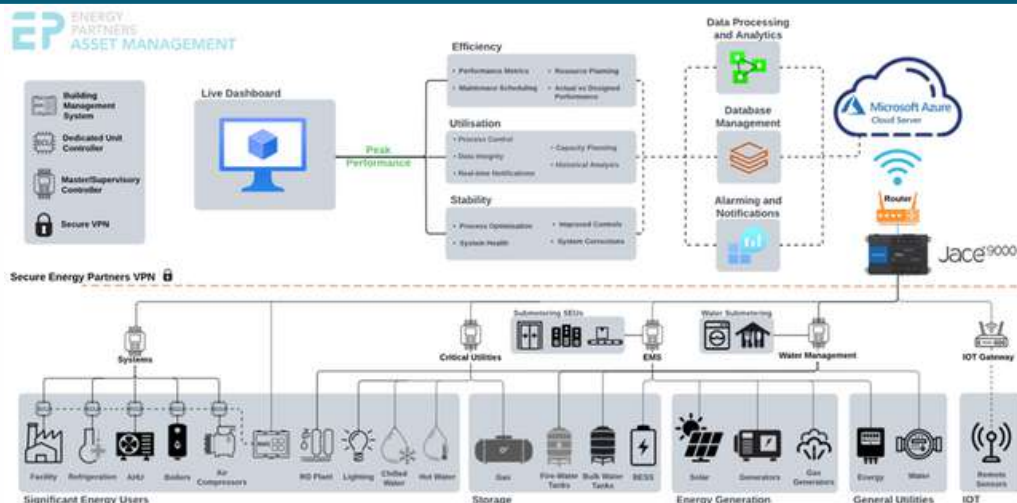 ENERGY
PARTNERS
EP ASSET MANAGEMENT
Building
Management
System
Dedicated Unit
Controller
Master/Supervisory
Controller
Secure VPN
Live Dashboard
Peak
Performance
Efficiency
• Performance Metrics
• Maintenance Scheduling
• Resource Planning
• Actual vs Designed
Performance
Utilisation
• Process Control
• Data Integrity
• Real-time Notifications
• Capacity Planning
• Historical Analysis
Stability
• Process Optimisation
• System Health
• Improved Controls
• System Corrections
Data Processing
and Analytics
Database
Management
Alarming and
Notifications
Microsoft Azure
Cloud Server
Router
Jace 9000
Secure Energy Partners VPN
Submetering SEUs
Water Submetering
Systems
Critical Utilities
EMS
Water Management
IOT Gateway
ECU
Facility
Refrigeration
AHU
Boilers
Air
Compressors
RO Plant
Lighting
Chilled
Water
Hot Water
Gas
Fire Water
Tanks
Bulk Water
Tanks
BESS
Solar
Generators
Gas
Generators
Energy
Water
Remote
Sensors
Significant Energy Users
Storage
Energy Generation
General Utilities
IOT